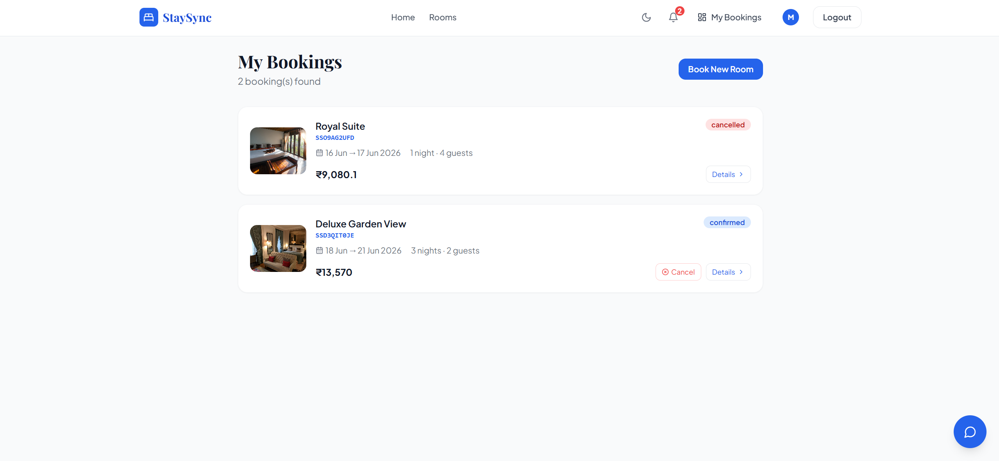 StaySync
Home Rooms
2
My Bookings
M
Logout
My Bookings
2 booking(s) found
Book New Room
Royal Suite
cancelled
SSO9AG2UFD
16 Jun → 17 Jun 2026 1 night · 4 guests
₹9,080.1
Details
Deluxe Garden View
confirmed
SSD3QIT0JE
18 Jun → 21 Jun 2026 3 nights · 2 guests
₹13,570
Cancel
Details